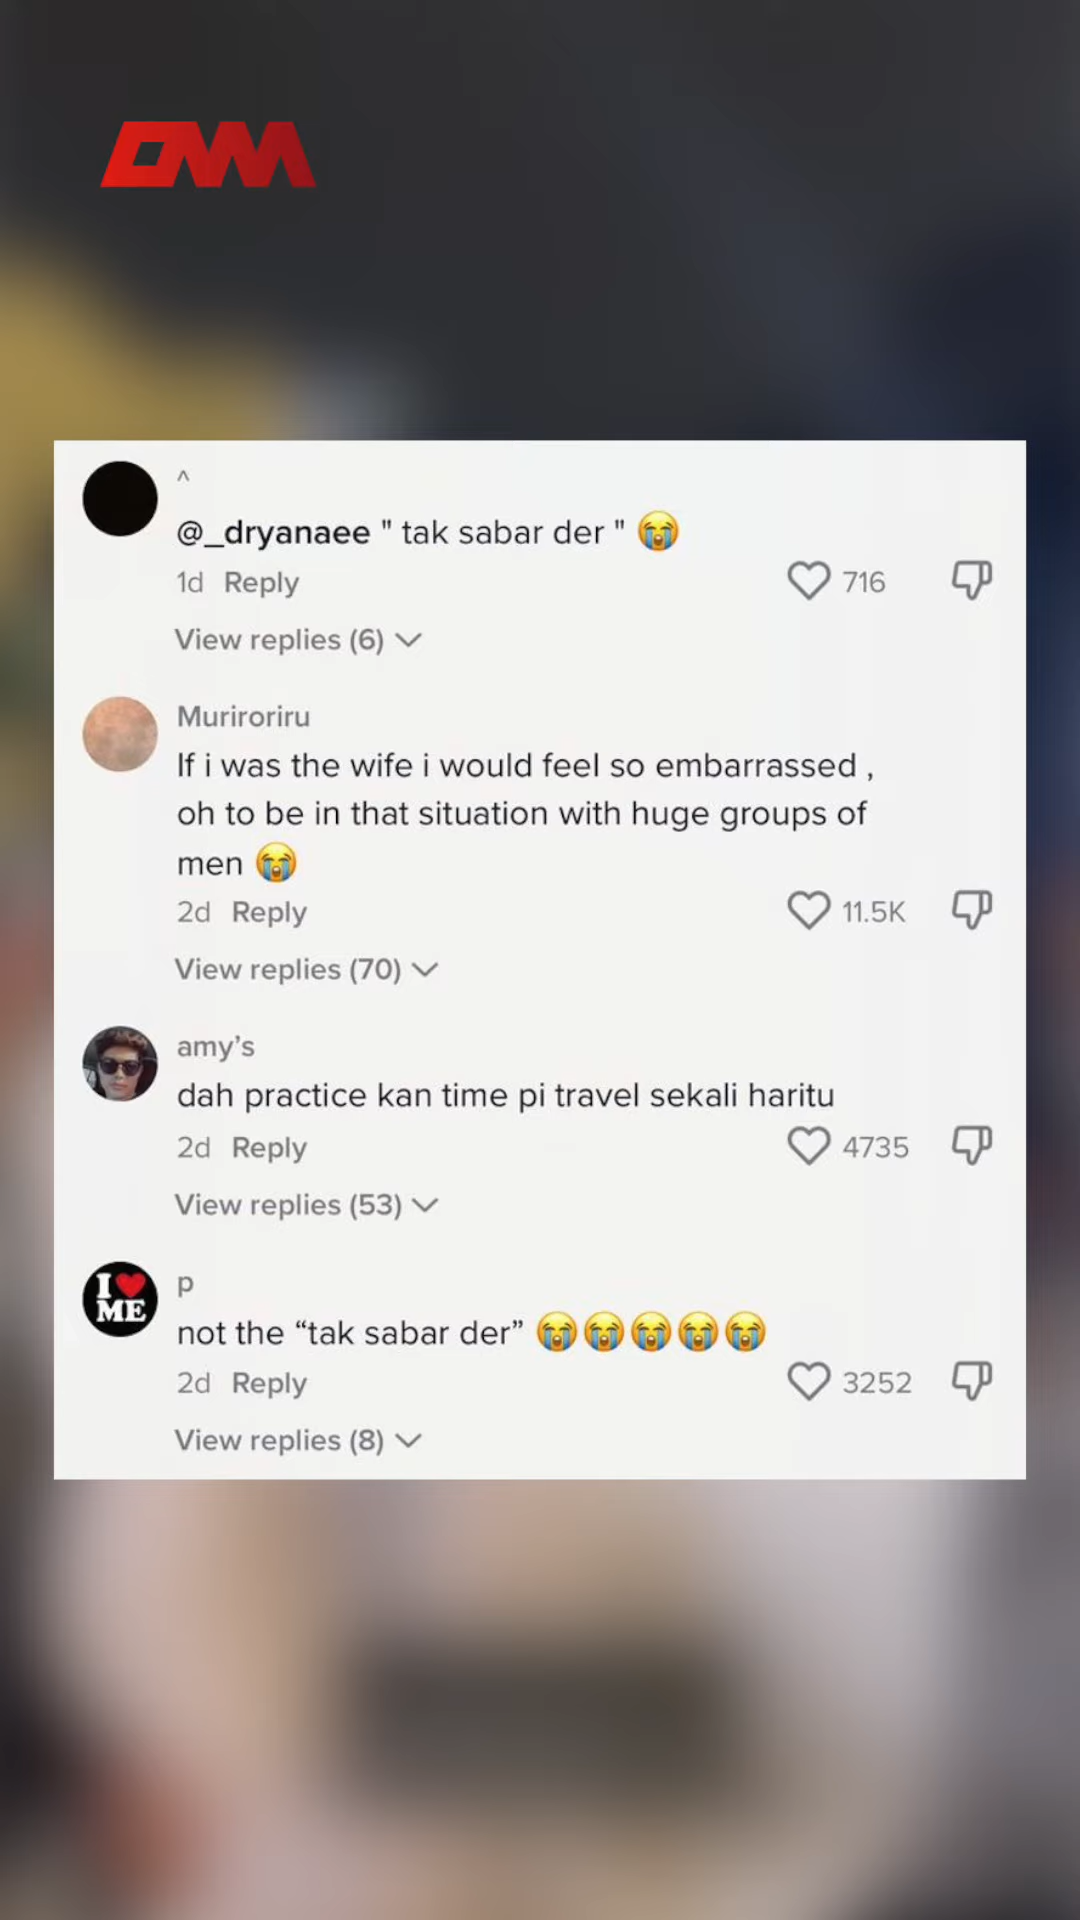 OMM
^
@_dryanaee " tak sabar der " 😭
1d Reply 716
View replies (6)
Muriroriru
If i was the wife i would feel so embarrassed ,
oh to be in that situation with huge groups of
men 😭
2d Reply 11.5K
View replies (70)
amy’s
dah practice kan time pi travel sekali haritu
2d Reply 4735
View replies (53)
I ❤ ME
p
not the “tak sabar der” 😭😭😭😭😭
2d Reply 3252
View replies (8)